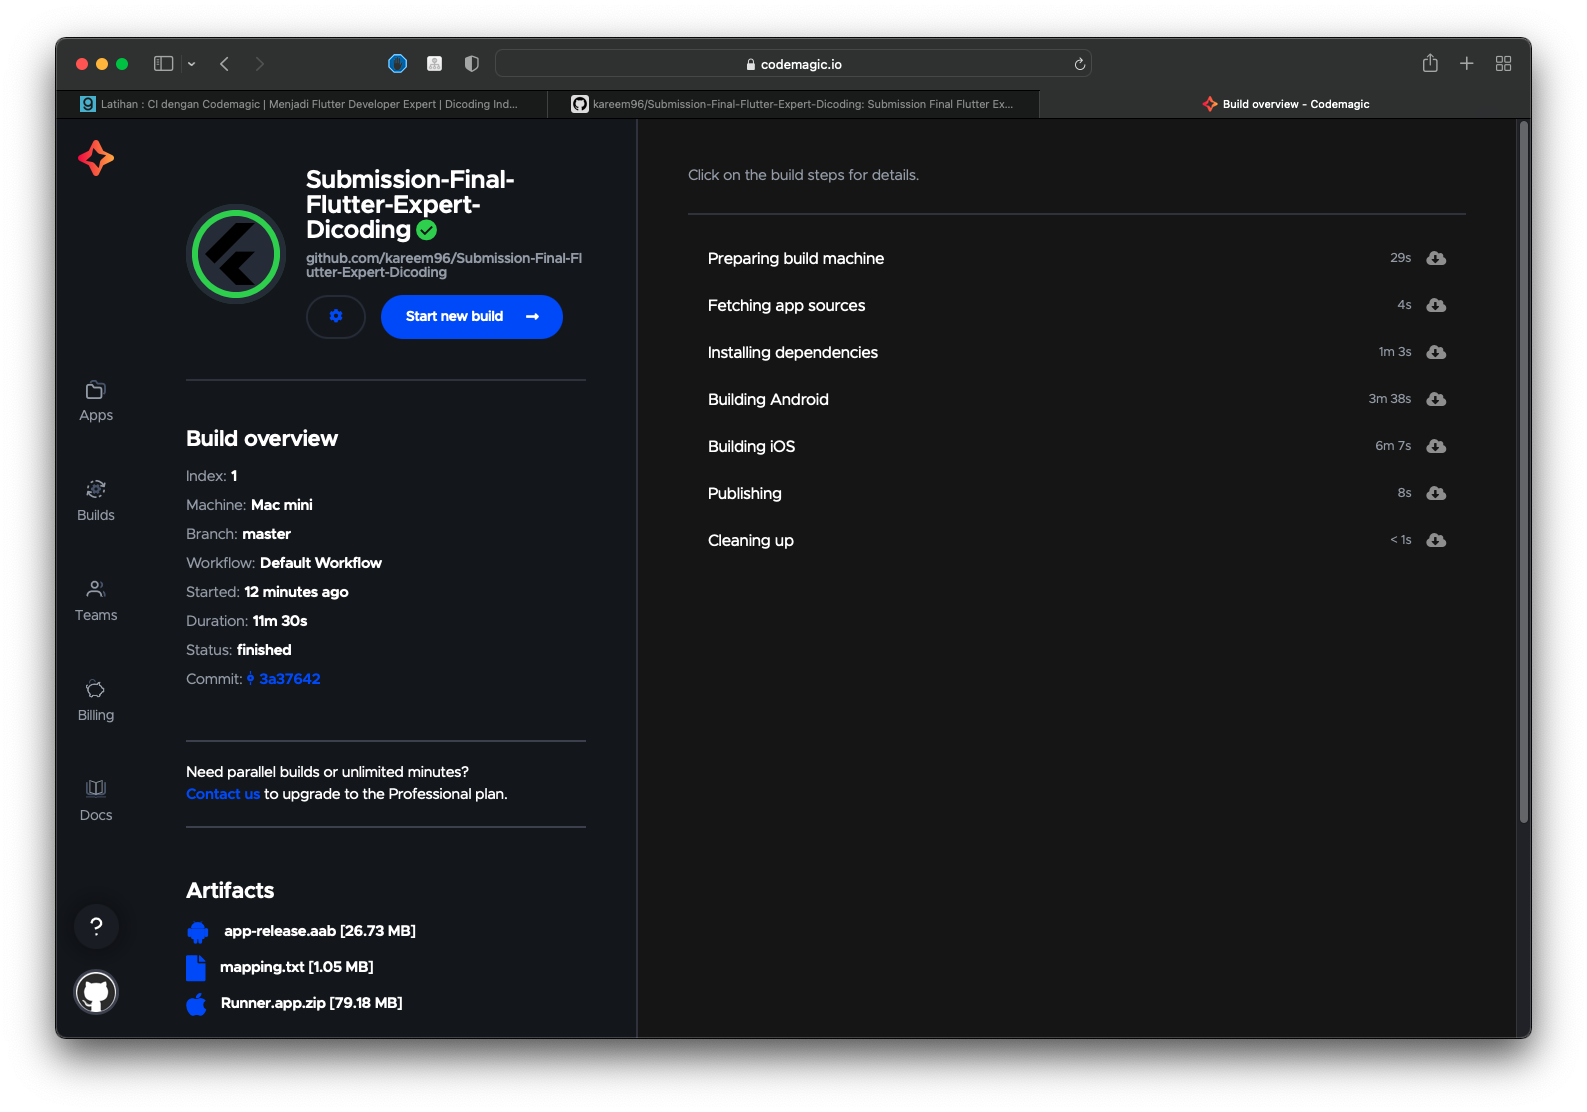 codemagic.io
Latihan : CI dengan Codemagic | Menjadi Flutter Developer Expert | Dicoding Ind...
kareem96/Submission-Final-Flutter-Expert-Dicoding: Submission Final Flutter Ex...
Build overview - Codemagic
Apps
Builds
Teams
Billing
Docs
?
Submission-Final-
Flutter-Expert-
Dicoding
github.com/kareem96/Submission-Final-Fl
utter-Expert-Dicoding
Start new build →
Build overview
Index: 1
Machine: Mac mini
Branch: master
Workflow: Default Workflow
Started: 12 minutes ago
Duration: 11m 30s
Status: finished
Commit: 3a37642
Need parallel builds or unlimited minutes?
Contact us to upgrade to the Professional plan.
Artifacts
app-release.aab [26.73 MB]
mapping.txt [1.05 MB]
Runner.app.zip [79.18 MB]
Click on the build steps for details.
Preparing build machine 29s
Fetching app sources 4s
Installing dependencies 1m 3s
Building Android 3m 38s
Building iOS 6m 7s
Publishing 8s
Cleaning up < 1s